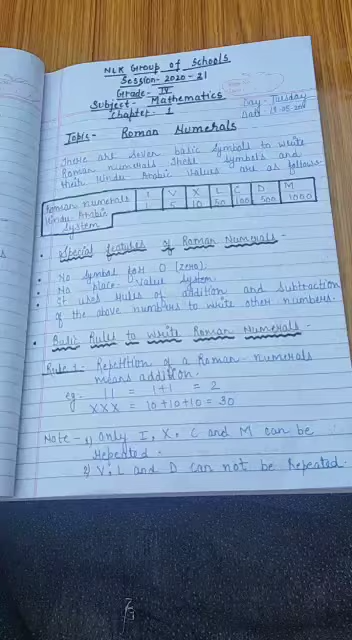 NLK Group of Schools
Session - 2020-21
Grade - IV
Subject - Mathematics
Chapter - 1
Day - Tuesday
Topic - Roman Numerals
There are seven basic symbols to write
Roman numerals. These symbols and
their Hindu Arabic values are as follows
Roman numerals I V X L C D M
Hindu Arabic System 1 5 10 50 100 500 1000
• Special features of Roman Numerals -
• No symbol for 0 (zero).
• No place-value system.
• It uses rules of addition and subtraction
of the above numbers to write other numbers.
• Basic Rules to write Roman Numerals -
Rule 1 - Repetition of a Roman-numerals
means addition.
eg. II = 1+1 = 2
XXX = 10+10+10 = 30
Note - 1) Only I, X, C and M can be
repeated.
2) V, L and D can not be repeated.